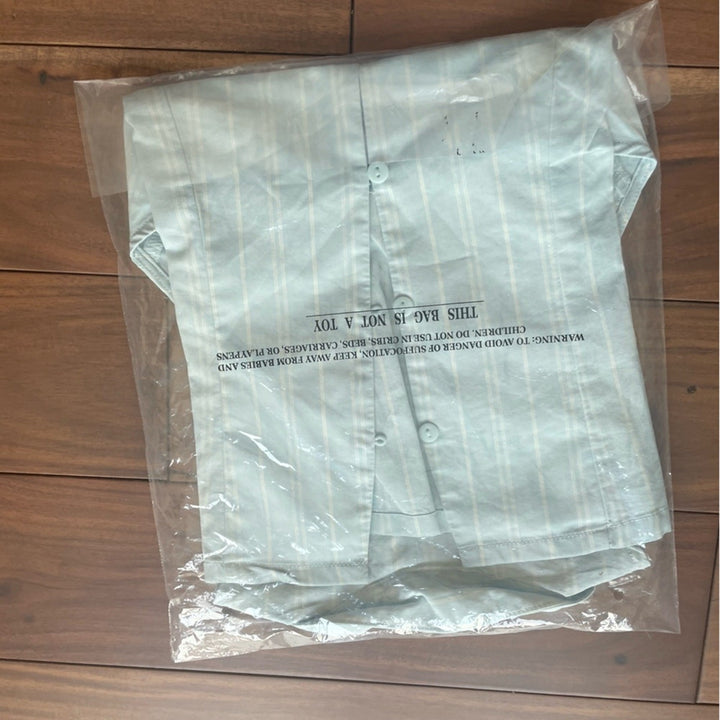 WARNING: TO AVOID DANGER OF SUFFOCATION, KEEP AWAY FROM BABIES AND
CHILDREN. DO NOT USE IN CRIBS, BEDS, CARRIAGES, OR PLAYPENS
THIS BAG IS NOT A TOY